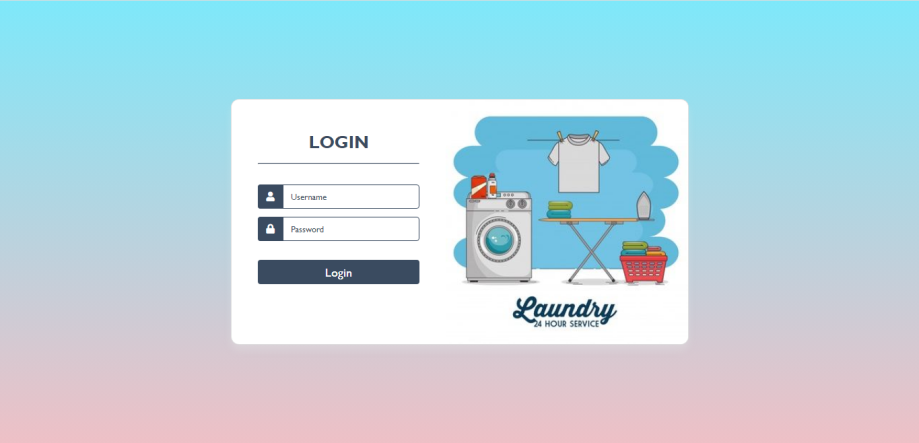 LOGIN
Username
Password
Login
Laundry
24 HOUR SERVICE